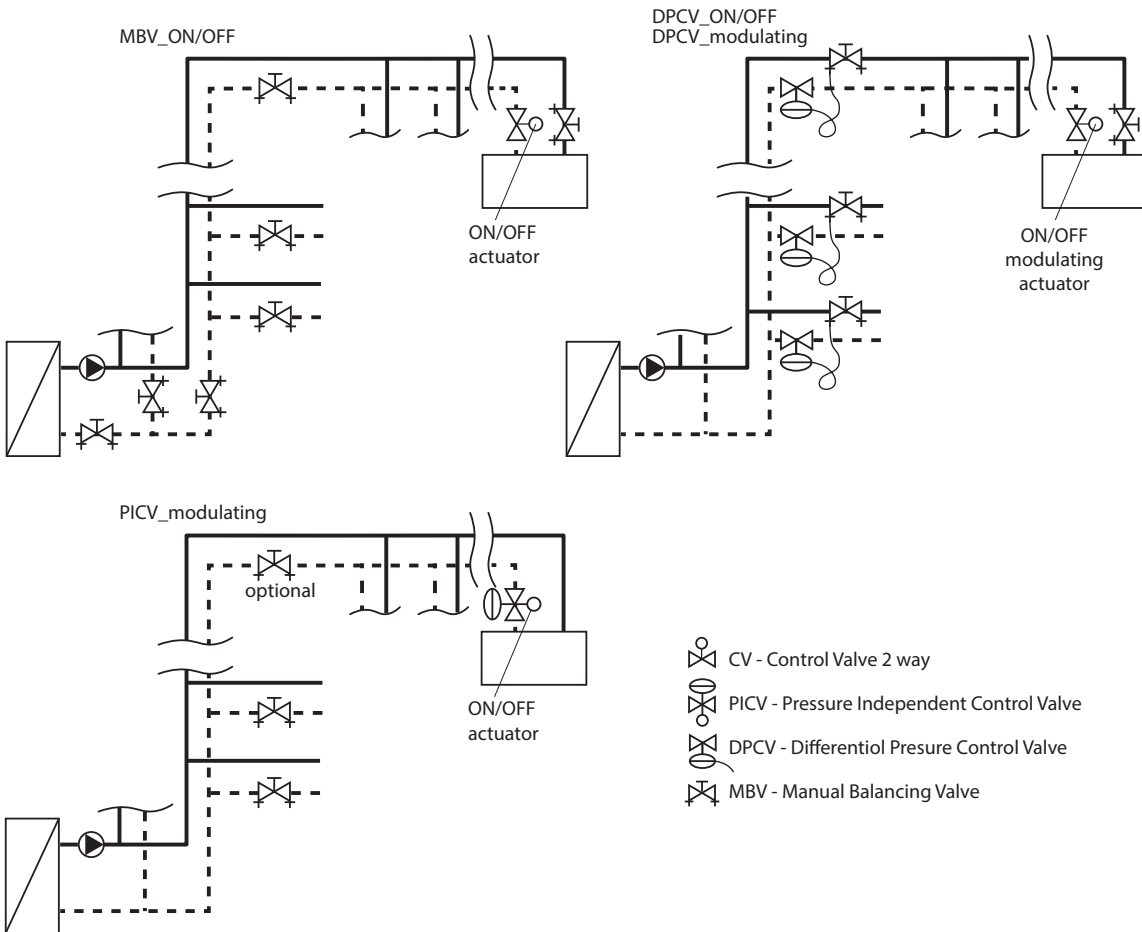 MBV_ON/OFF
ON/OFF
actuator
DPCV_ON/OFF
DPCV_modulating
ON/OFF
modulating
actuator
PICV_modulating
optional
ON/OFF
actuator
CV - Control Valve 2 way
PICV - Pressure Independent Control Valve
DPCV - Differentiol Presure Control Valve
MBV - Manual Balancing Valve